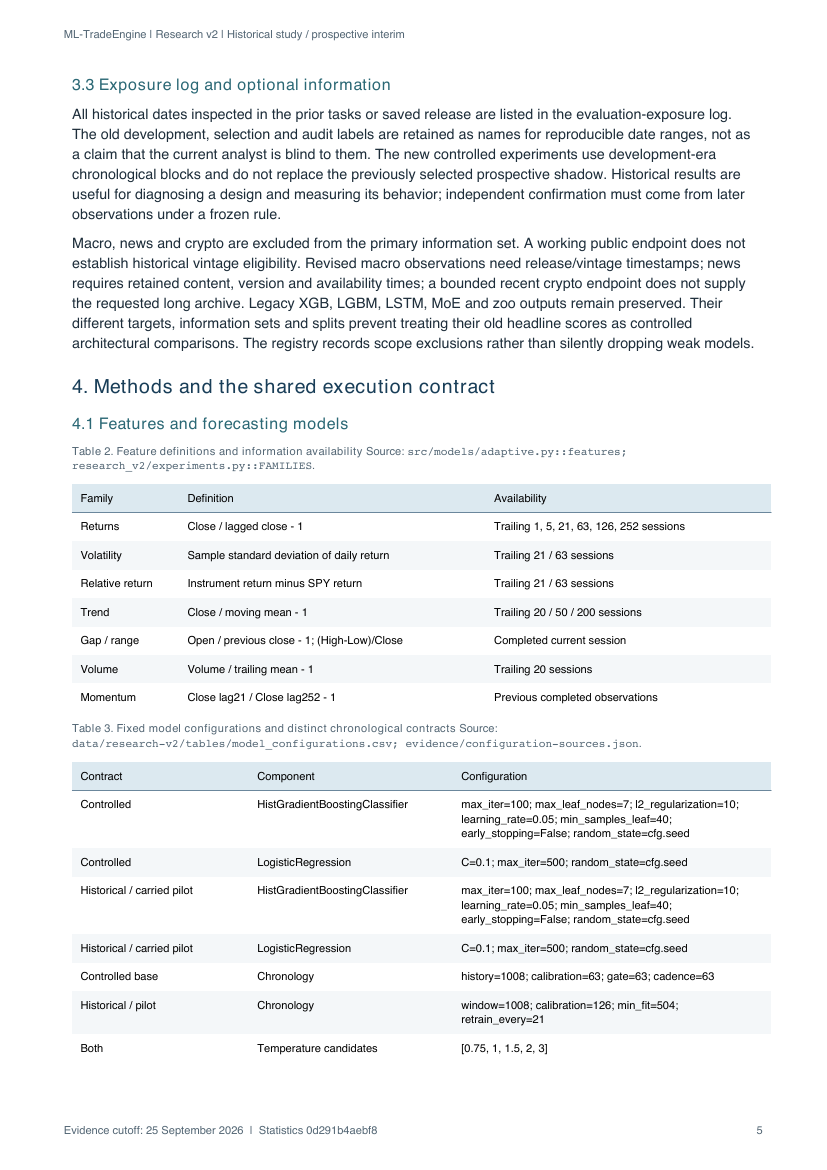 ML-TradeEngine | Research v2 | Historical study / prospective interim
3.3 Exposure log and optional information
All historical dates inspected in the prior tasks or saved release are listed in the evaluation-exposure log.
The old development, selection and audit labels are retained as names for reproducible date ranges, not as
a claim that the current analyst is blind to them. The new controlled experiments use development-era
chronological blocks and do not replace the previously selected prospective shadow. Historical results are
useful for diagnosing a design and measuring its behavior; independent confirmation must come from later
observations under a frozen rule.
Macro, news and crypto are excluded from the primary information set. A working public endpoint does not
establish historical vintage eligibility. Revised macro observations need release/vintage timestamps; news
requires retained content, version and availability times; a bounded recent crypto endpoint does not supply
the requested long archive. Legacy XGB, LGBM, LSTM, MoE and zoo outputs remain preserved. Their
different targets, information sets and splits prevent treating their old headline scores as controlled
architectural comparisons. The registry records scope exclusions rather than silently dropping weak models.
4. Methods and the shared execution contract
4.1 Features and forecasting models
Table 2. Feature definitions and information availability Source: src/models/adaptive.py::features;
research_v2/experiments.py::FAMILIES.
Family Definition Availability
Returns Close / lagged close - 1 Trailing 1, 5, 21, 63, 126, 252 sessions
Volatility Sample standard deviation of daily return Trailing 21 / 63 sessions
Relative return Instrument return minus SPY return Trailing 21 / 63 sessions
Trend Close / moving mean - 1 Trailing 20 / 50 / 200 sessions
Gap / range Open / previous close - 1; (High-Low)/Close Completed current session
Volume Volume / trailing mean - 1 Trailing 20 sessions
Momentum Close lag21 / Close lag252 - 1 Previous completed observations
Table 3. Fixed model configurations and distinct chronological contracts Source:
data/research-v2/tables/model_configurations.csv; evidence/configuration-sources.json.
Contract Component Configuration
Controlled HistGradientBoostingClassifier max_iter=100; max_leaf_nodes=7; l2_regularization=10;
learning_rate=0.05; min_samples_leaf=40;
early_stopping=False; random_state=cfg.seed
Controlled LogisticRegression C=0.1; max_iter=500; random_state=cfg.seed
Historical / carried pilot HistGradientBoostingClassifier max_iter=100; max_leaf_nodes=7; l2_regularization=10;
learning_rate=0.05; min_samples_leaf=40;
early_stopping=False; random_state=cfg.seed
Historical / carried pilot LogisticRegression C=0.1; max_iter=500; random_state=cfg.seed
Controlled base Chronology history=1008; calibration=63; gate=63; cadence=63
Historical / pilot Chronology window=1008; calibration=126; min_fit=504;
retrain_every=21
Both Temperature candidates [0.75, 1, 1.5, 2, 3]
Evidence cutoff: 25 September 2026 | Statistics 0d291b4aebf8 5